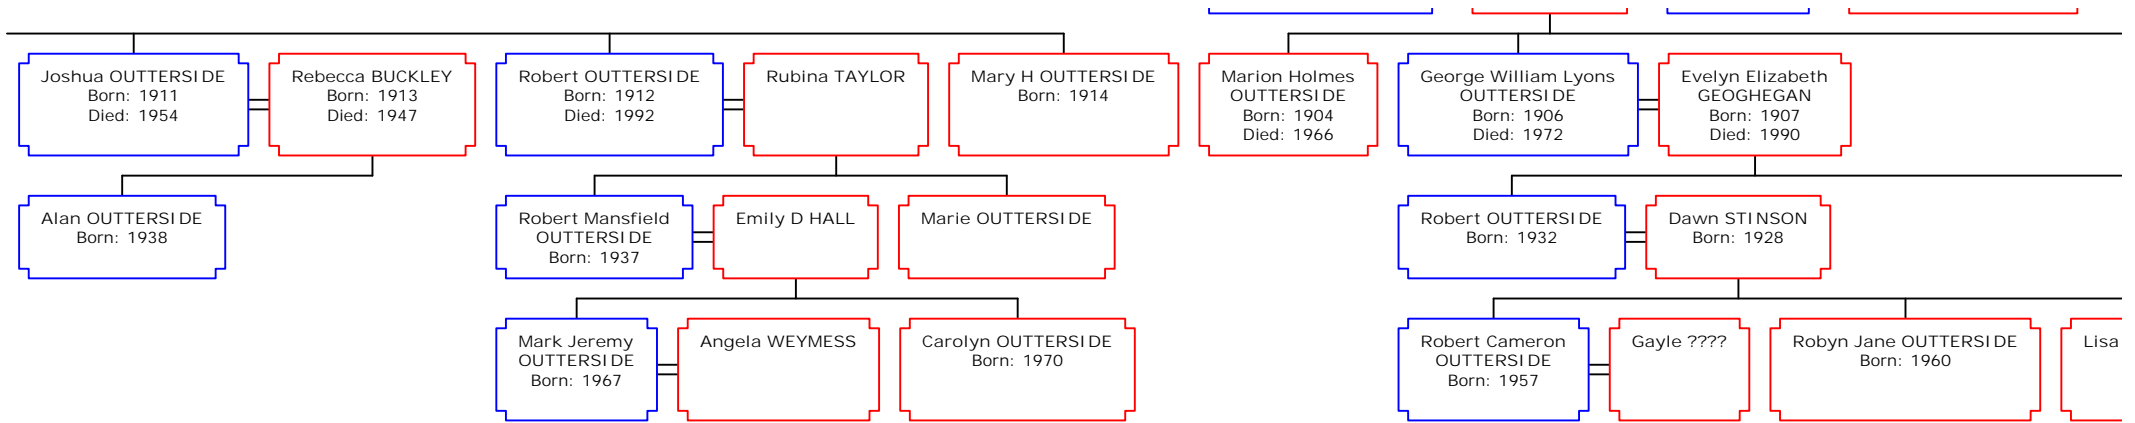 Joshua OUTTERSIDE
Born: 1911
Died: 1954
Rebecca BUCKLEY
Born: 1913
Died: 1947
Robert OUTTERSIDE
Born: 1912
Died: 1992
Rubina TAYLOR
Mary H OUTTERSIDE
Born: 1914
Marion Holmes
OUTTERSIDE
Born: 1904
Died: 1966
George William Lyons
OUTTERSIDE
Born: 1906
Died: 1972
Evelyn Elizabeth
GEOGHEGAN
Born: 1907
Died: 1990
Alan OUTTERSIDE
Born: 1938
Robert Mansfield
OUTTERSIDE
Born: 1937
Emily D HALL
Marie OUTTERSIDE
Robert OUTTERSIDE
Born: 1932
Dawn STINSON
Born: 1928
Mark Jeremy
OUTTERSIDE
Born: 1967
Angela WEYMESS
Carolyn OUTTERSIDE
Born: 1970
Robert Cameron
OUTTERSIDE
Born: 1957
Gayle ????
Robyn Jane OUTTERSIDE
Born: 1960
Lisa